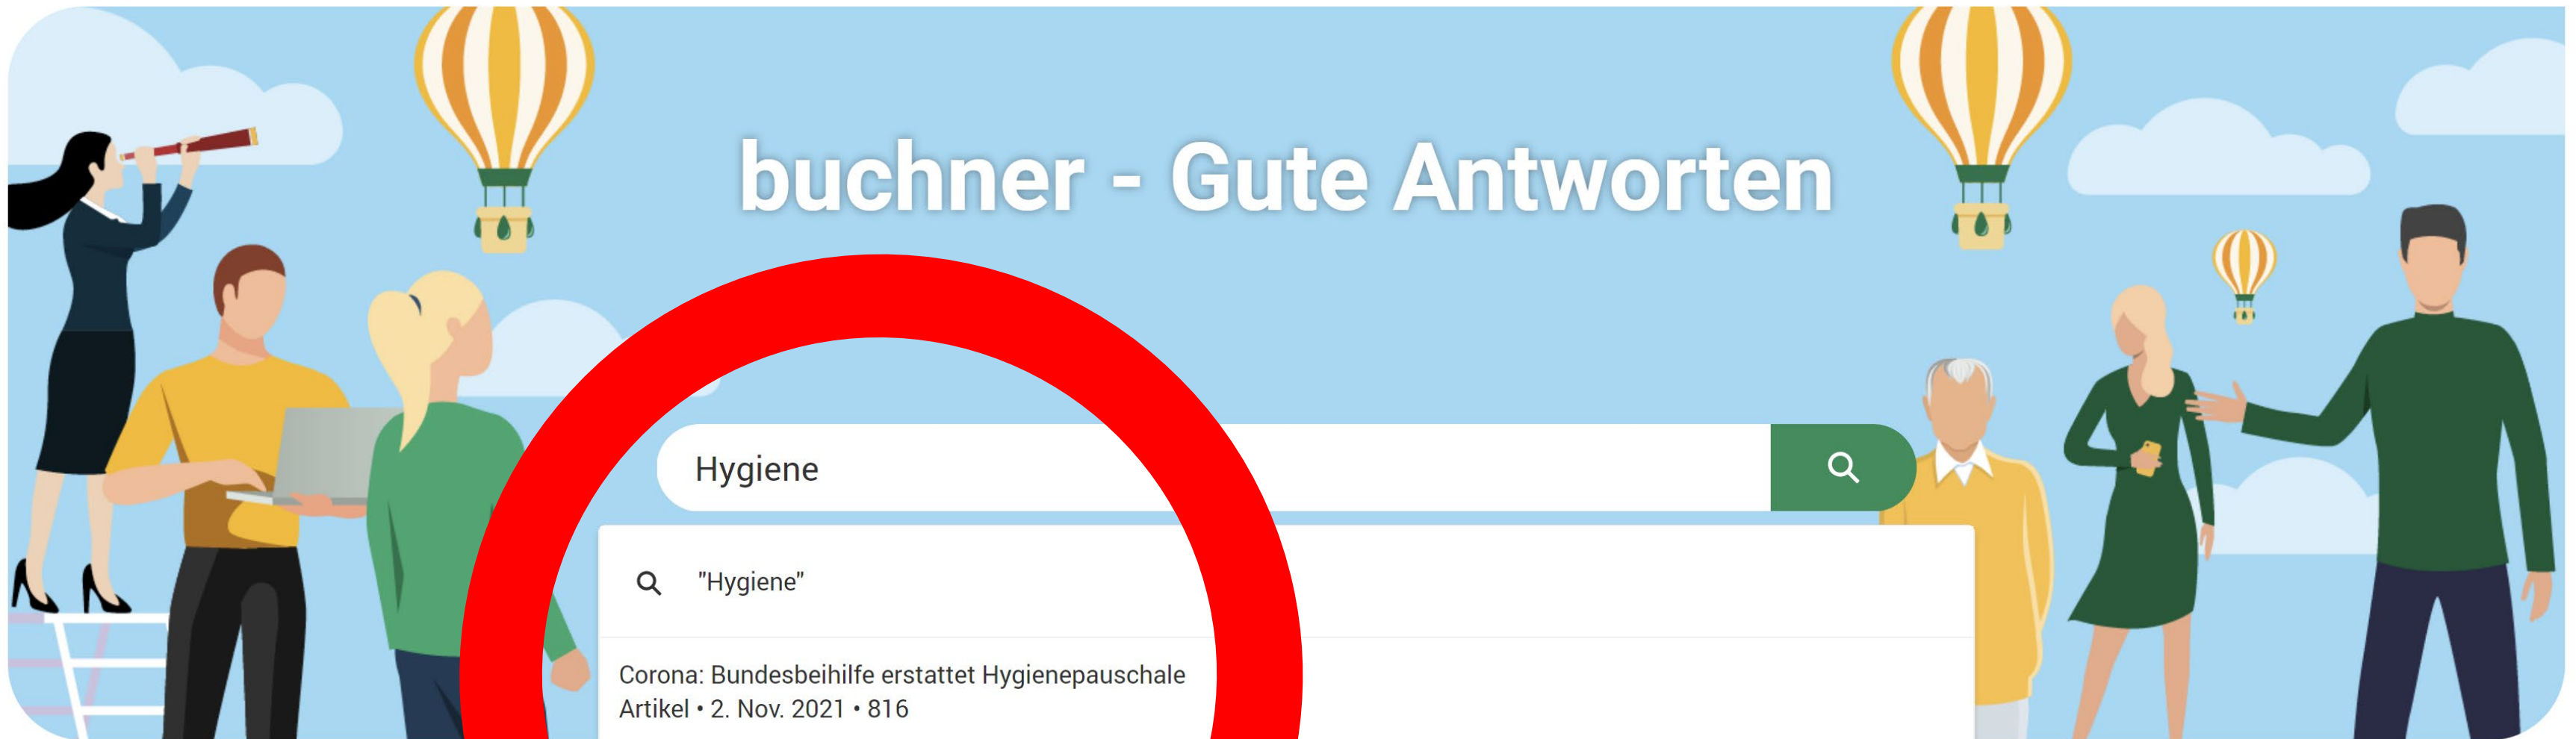 buchner - Gute Antworten
Hygiene
"Hygiene"
Corona: Bundesbeihilfe erstattet Hygienepauschale
Artikel • 2. Nov. 2021 • 816